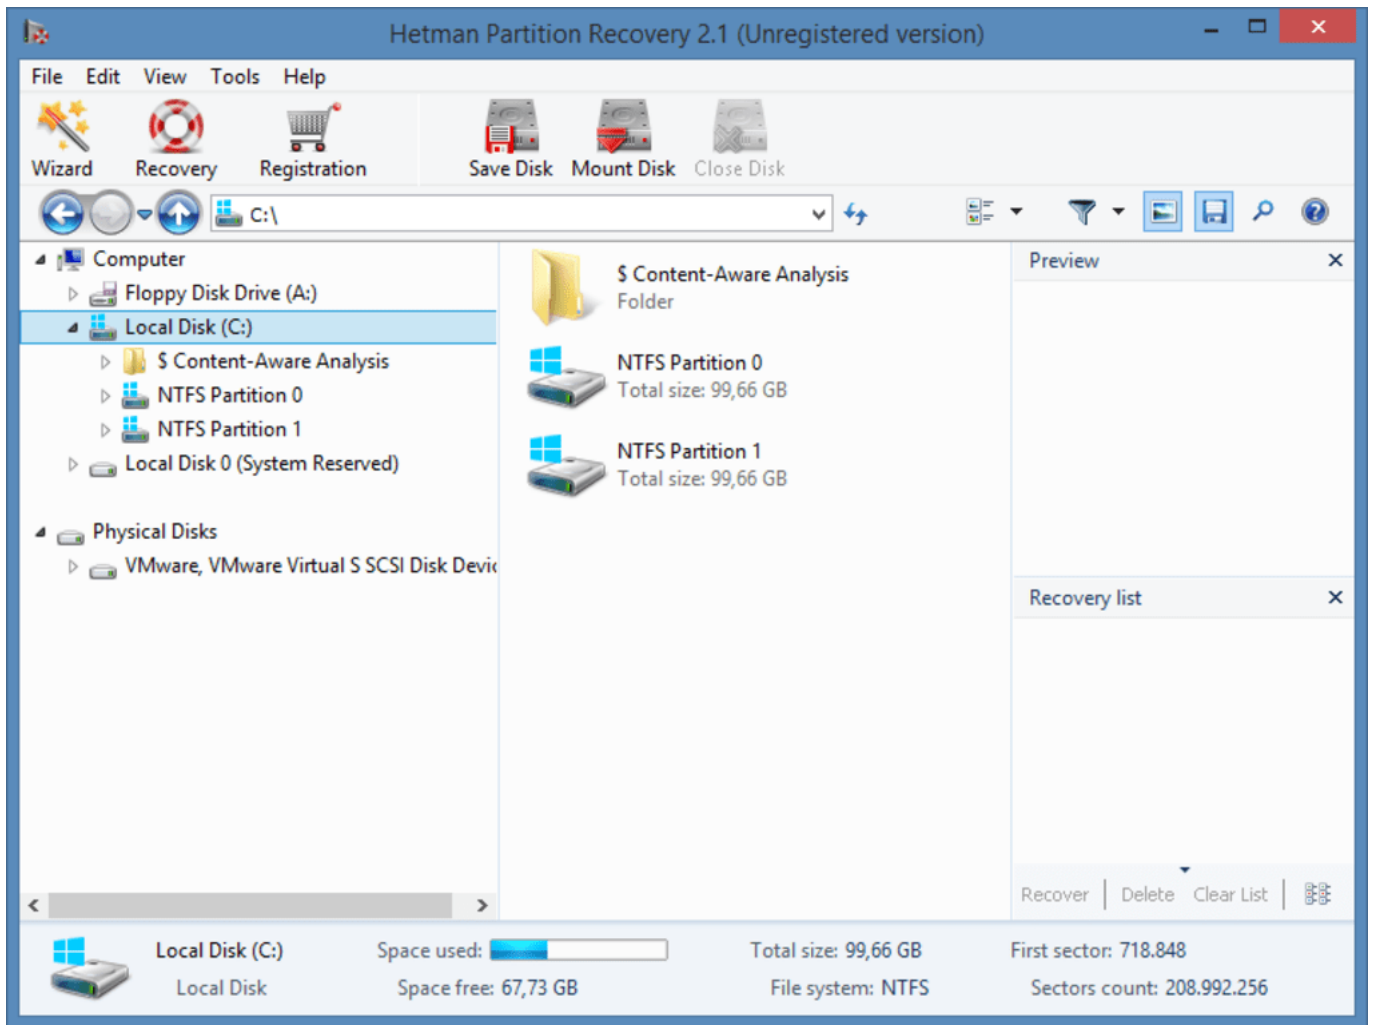 Hetman Partition Recovery 2.1 (Unregistered version)
File Edit View Tools Help
Wizard Recovery Registration Save Disk Mount Disk Close Disk
C:\
Computer
Floppy Disk Drive (A:)
Local Disk (C:)
$ Content-Aware Analysis
NTFS Partition 0
NTFS Partition 1
Local Disk 0 (System Reserved)
Physical Disks
VMware, VMware Virtual S SCSI Disk Devic
$ Content-Aware Analysis
Folder
NTFS Partition 0
Total size: 99,66 GB
NTFS Partition 1
Total size: 99,66 GB
Preview
Recovery list
Recover Delete Clear List
Local Disk (C:) Space used: Total size: 99,66 GB First sector: 718.848
Local Disk Space free: 67,73 GB File system: NTFS Sectors count: 208.992.256